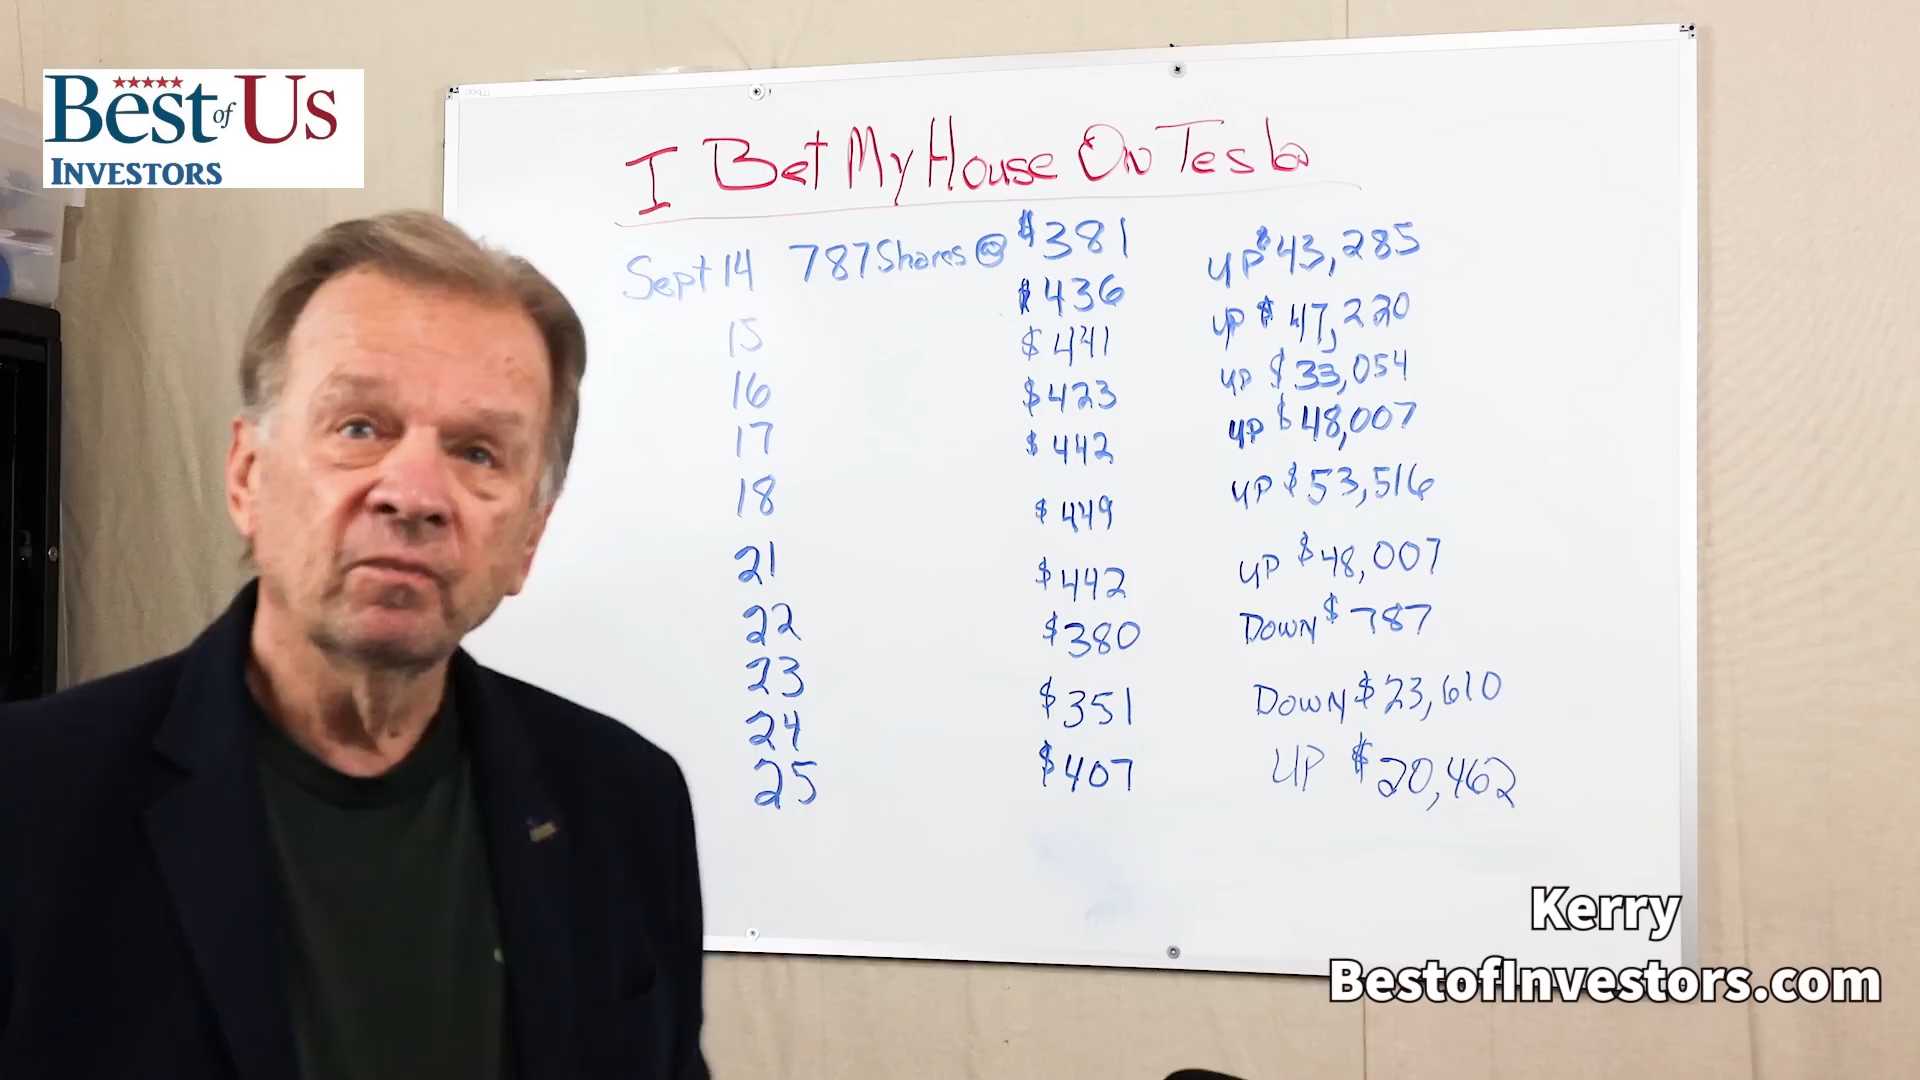 Best of Us
INVESTORS
I Bet My House On Tesla
Sept 14 787 Shares @ $381 UP $43,285
$436
15 $441 UP $47,220
16 $423 UP $33,054
17 $442 UP $48,007
18 $449 UP $53,516
21 $442 UP $48,007
22 $380 DOWN $787
23 $351 DOWN $23,610
24 $407 UP $20,462
25
Kerry
BestofInvestors.com